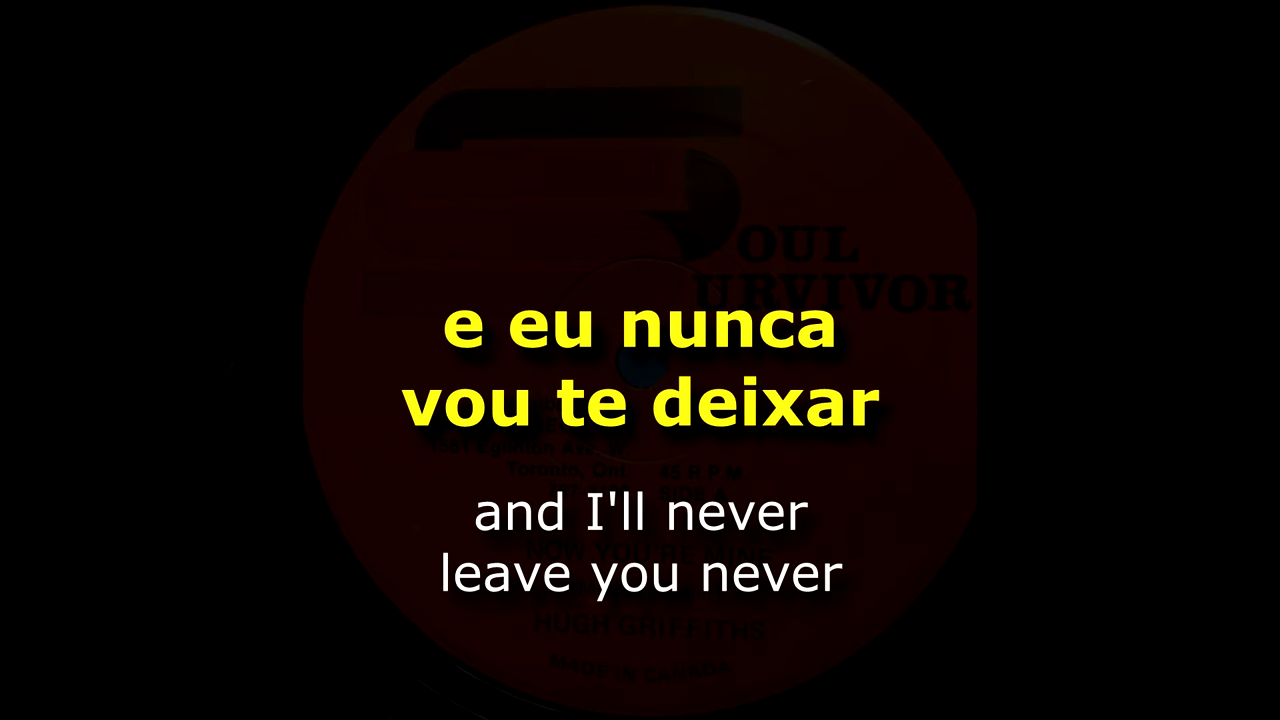 OUL
URVIVOR
e eu nunca
vou te deixar
Toronto, Ont.
45 R.P.M
and I'll never
NOW YOU'RE MINE
leave you never
HUGH GRIFFITHS
MADE IN CANADA